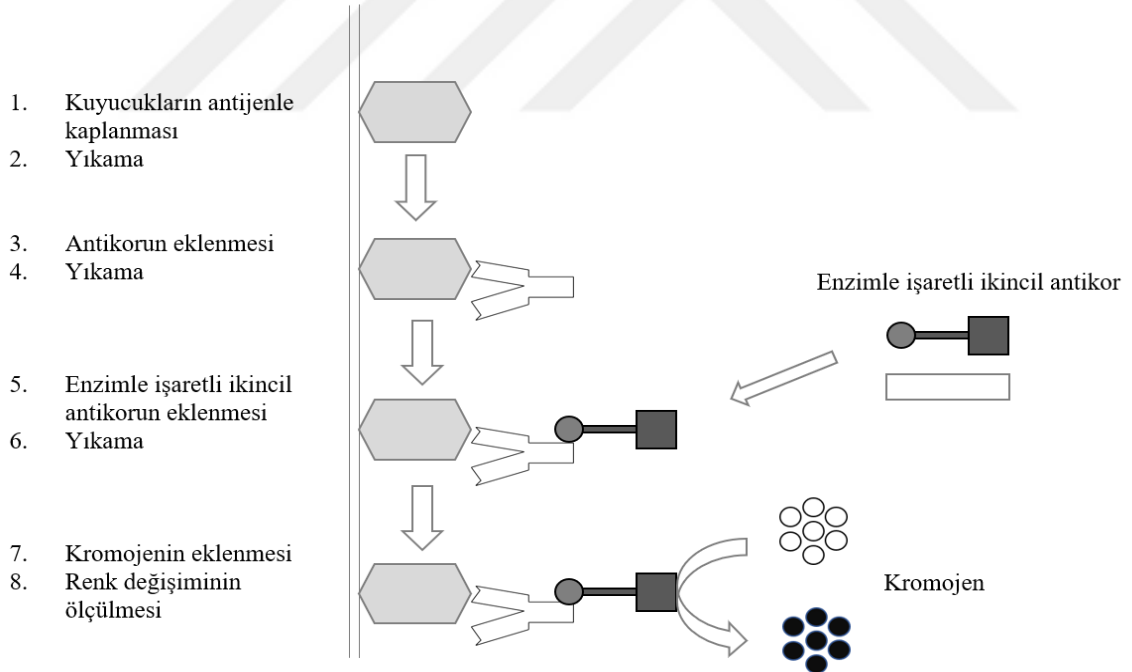 1. Kuyucukların antijenle
kaplanması
2. Yıkama
3. Antikorun eklenmesi
4. Yıkama
Enzimle işaretli ikincil antikor
5. Enzimle işaretli ikincil
antikorun eklenmesi
6. Yıkama
7. Kromojenin eklenmesi
8. Renk değişiminin
ölçülmesi
Kromojen